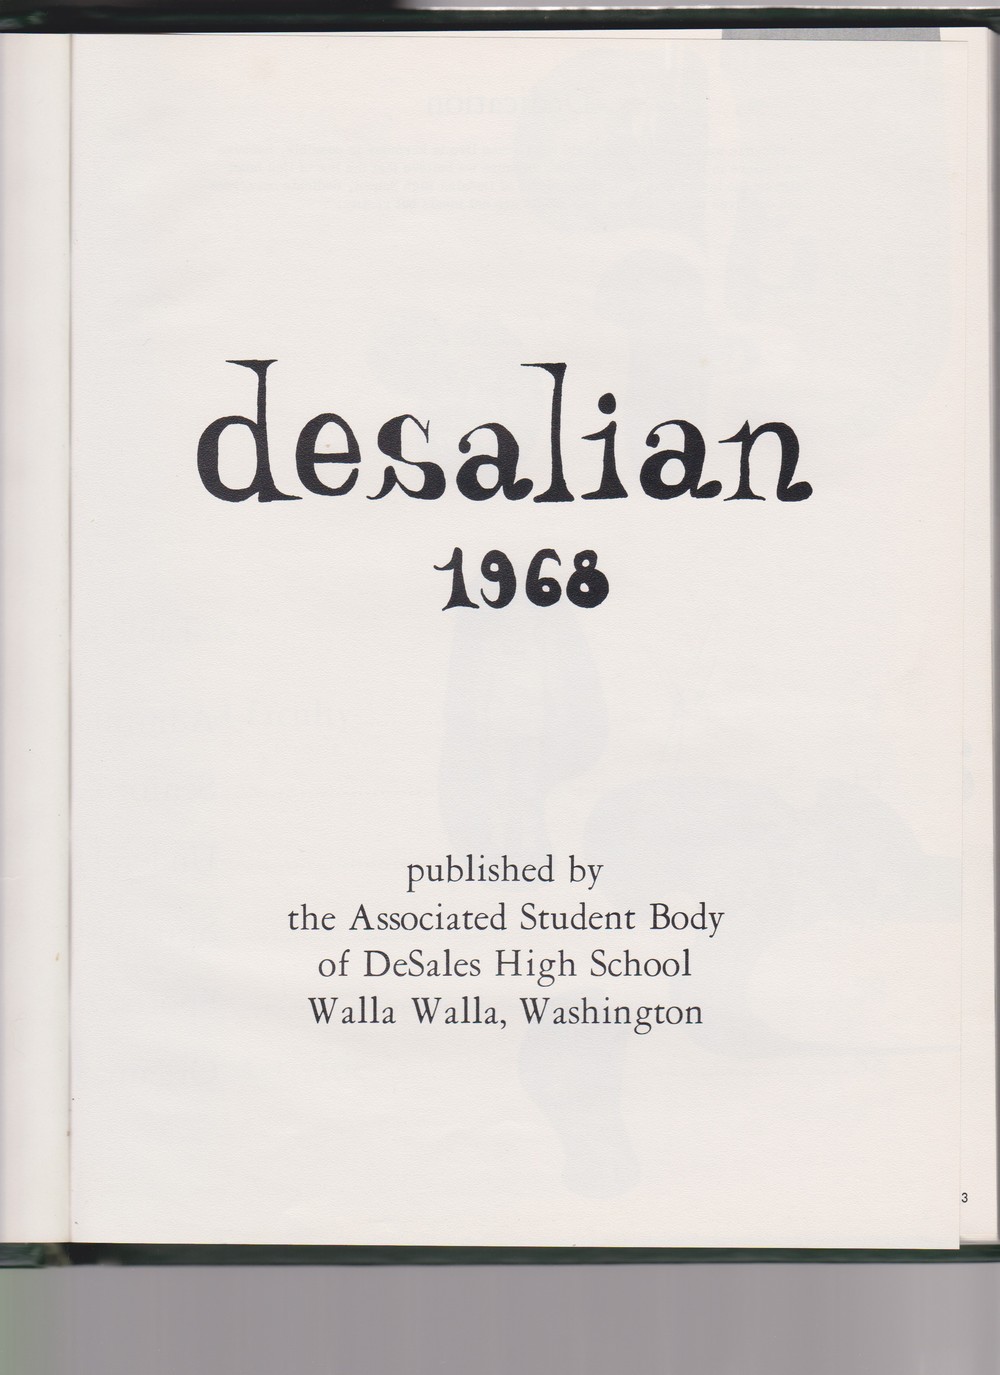 desalian
1968
published by
the Associated Student Body
of DeSales High School
Walla Walla, Washington
3